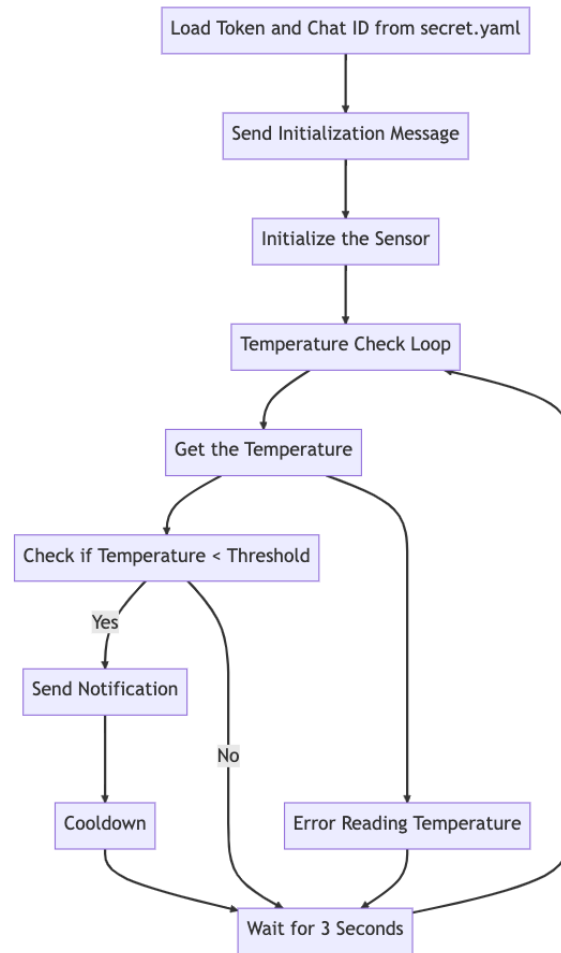 Load Token and Chat ID from secret.yaml
Send Initialization Message
Initialize the Sensor
Temperature Check Loop
Get the Temperature
Check if Temperature < Threshold
Yes
Send Notification
No
Cooldown
Error Reading Temperature
Wait for 3 Seconds